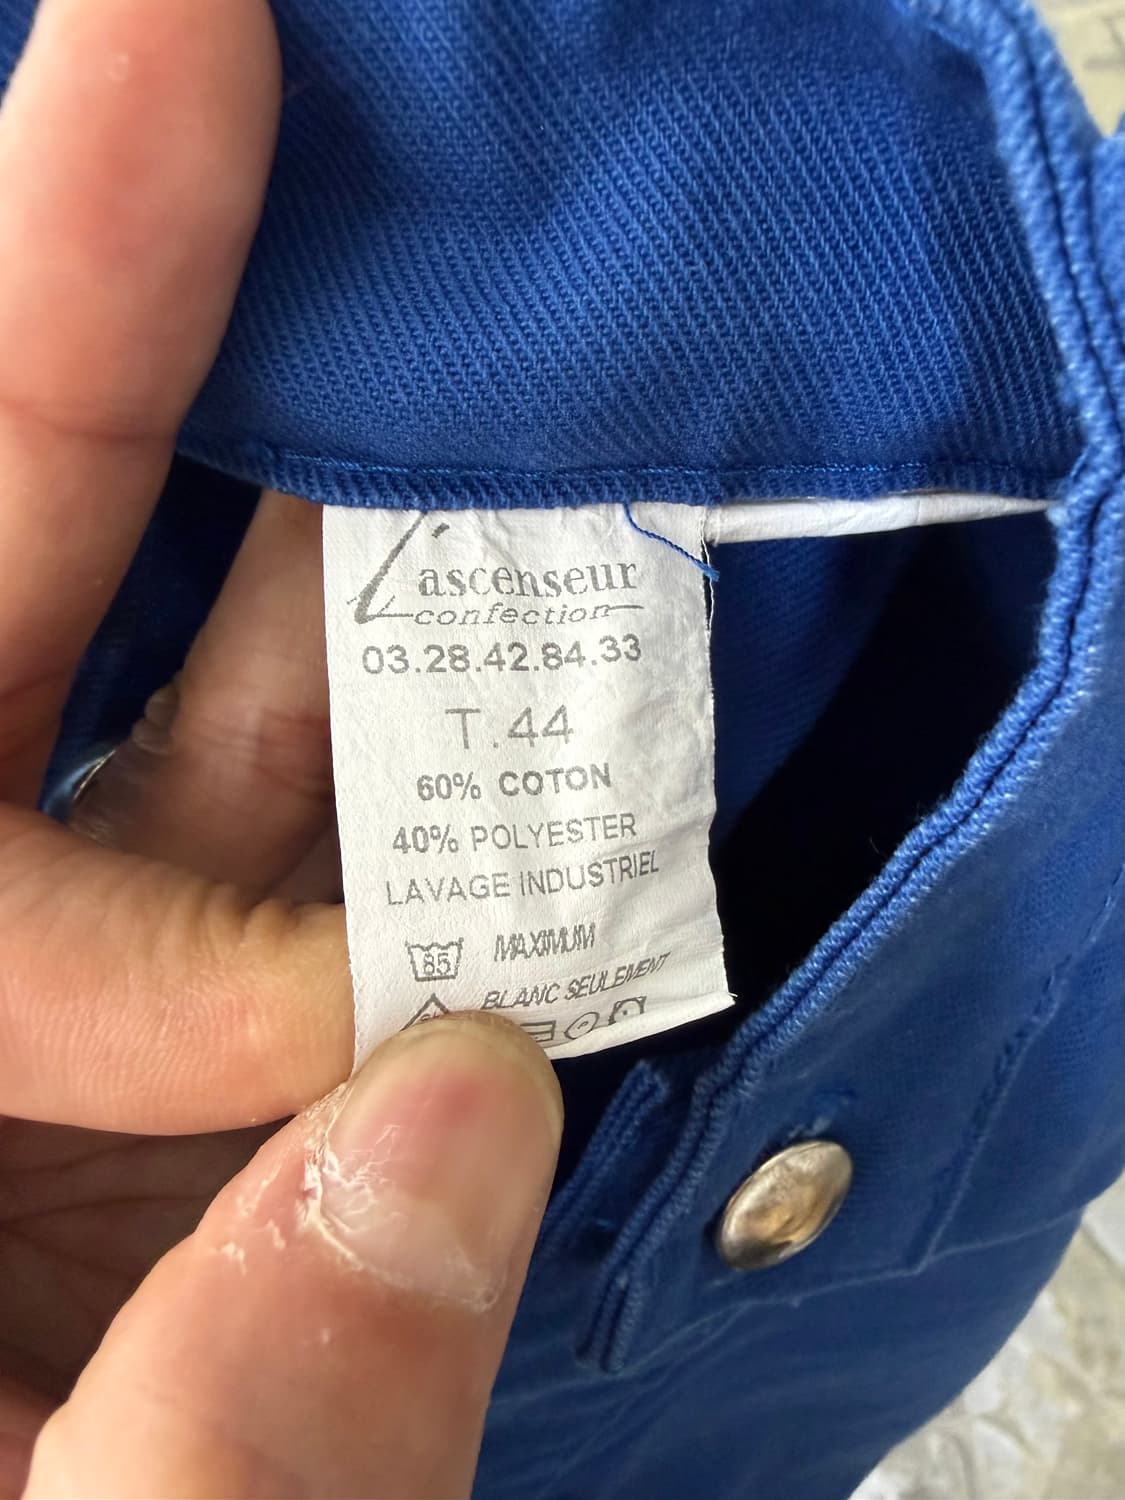 L'ascenseur
confection
03.28.42.84.33
T.44
60% COTON
40% POLYESTER
LAVAGE INDUSTRIEL
85 MAXIMUM
BLANC SEULEMENT